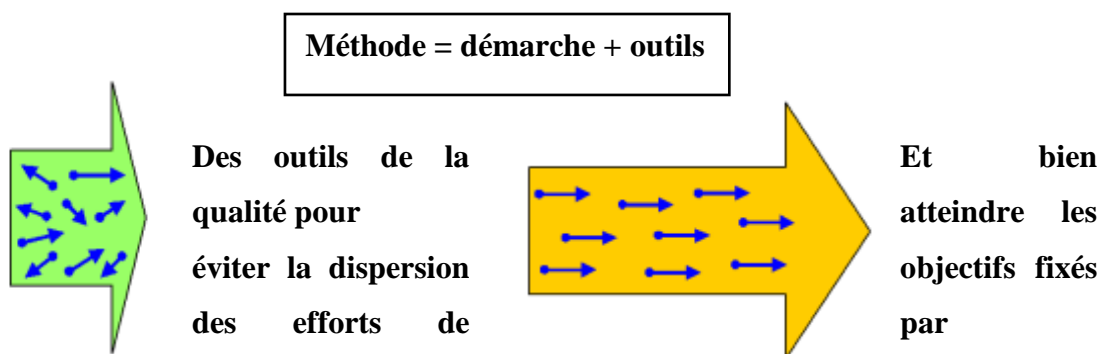 Méthode = démarche + outils
Des outils de la
qualité pour
éviter la dispersion
des efforts de
Et bien
atteindre les
objectifs fixés
par